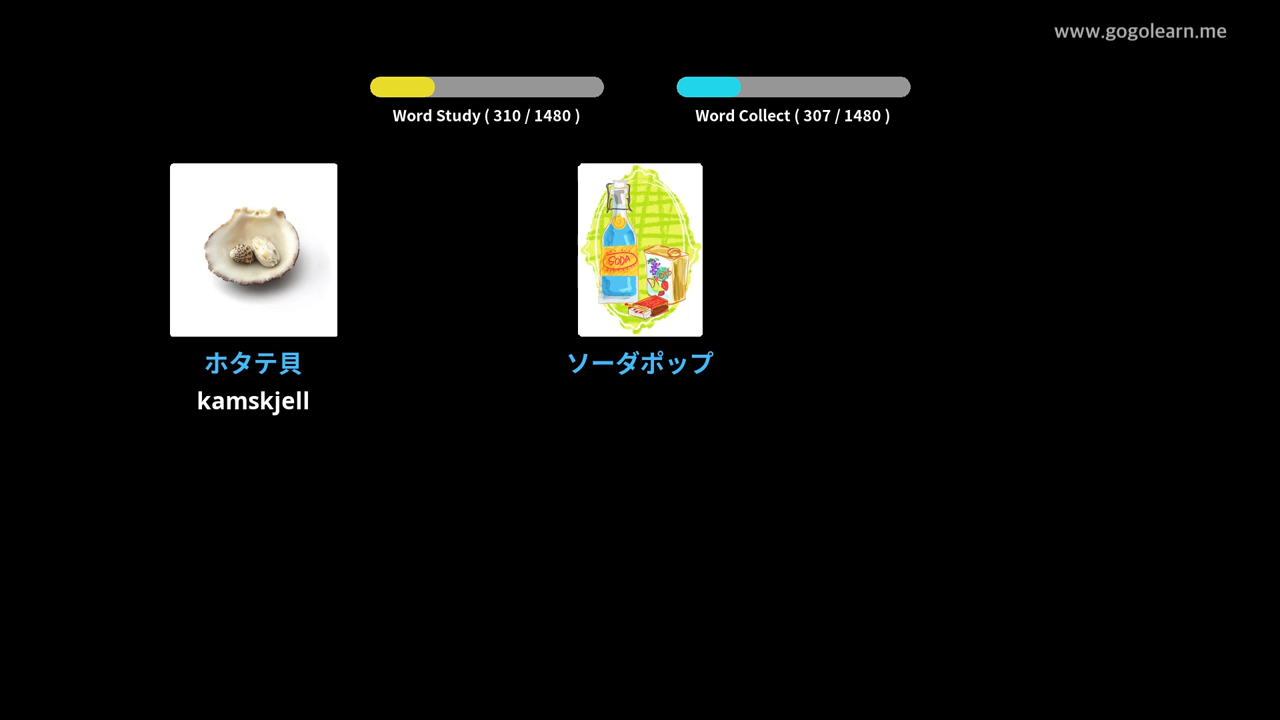 www.gogolearn.me
Word Study ( 310 / 1480 )
Word Collect ( 307 / 1480 )
SODA
ホタテ貝
ソーダポップ
kamskjell